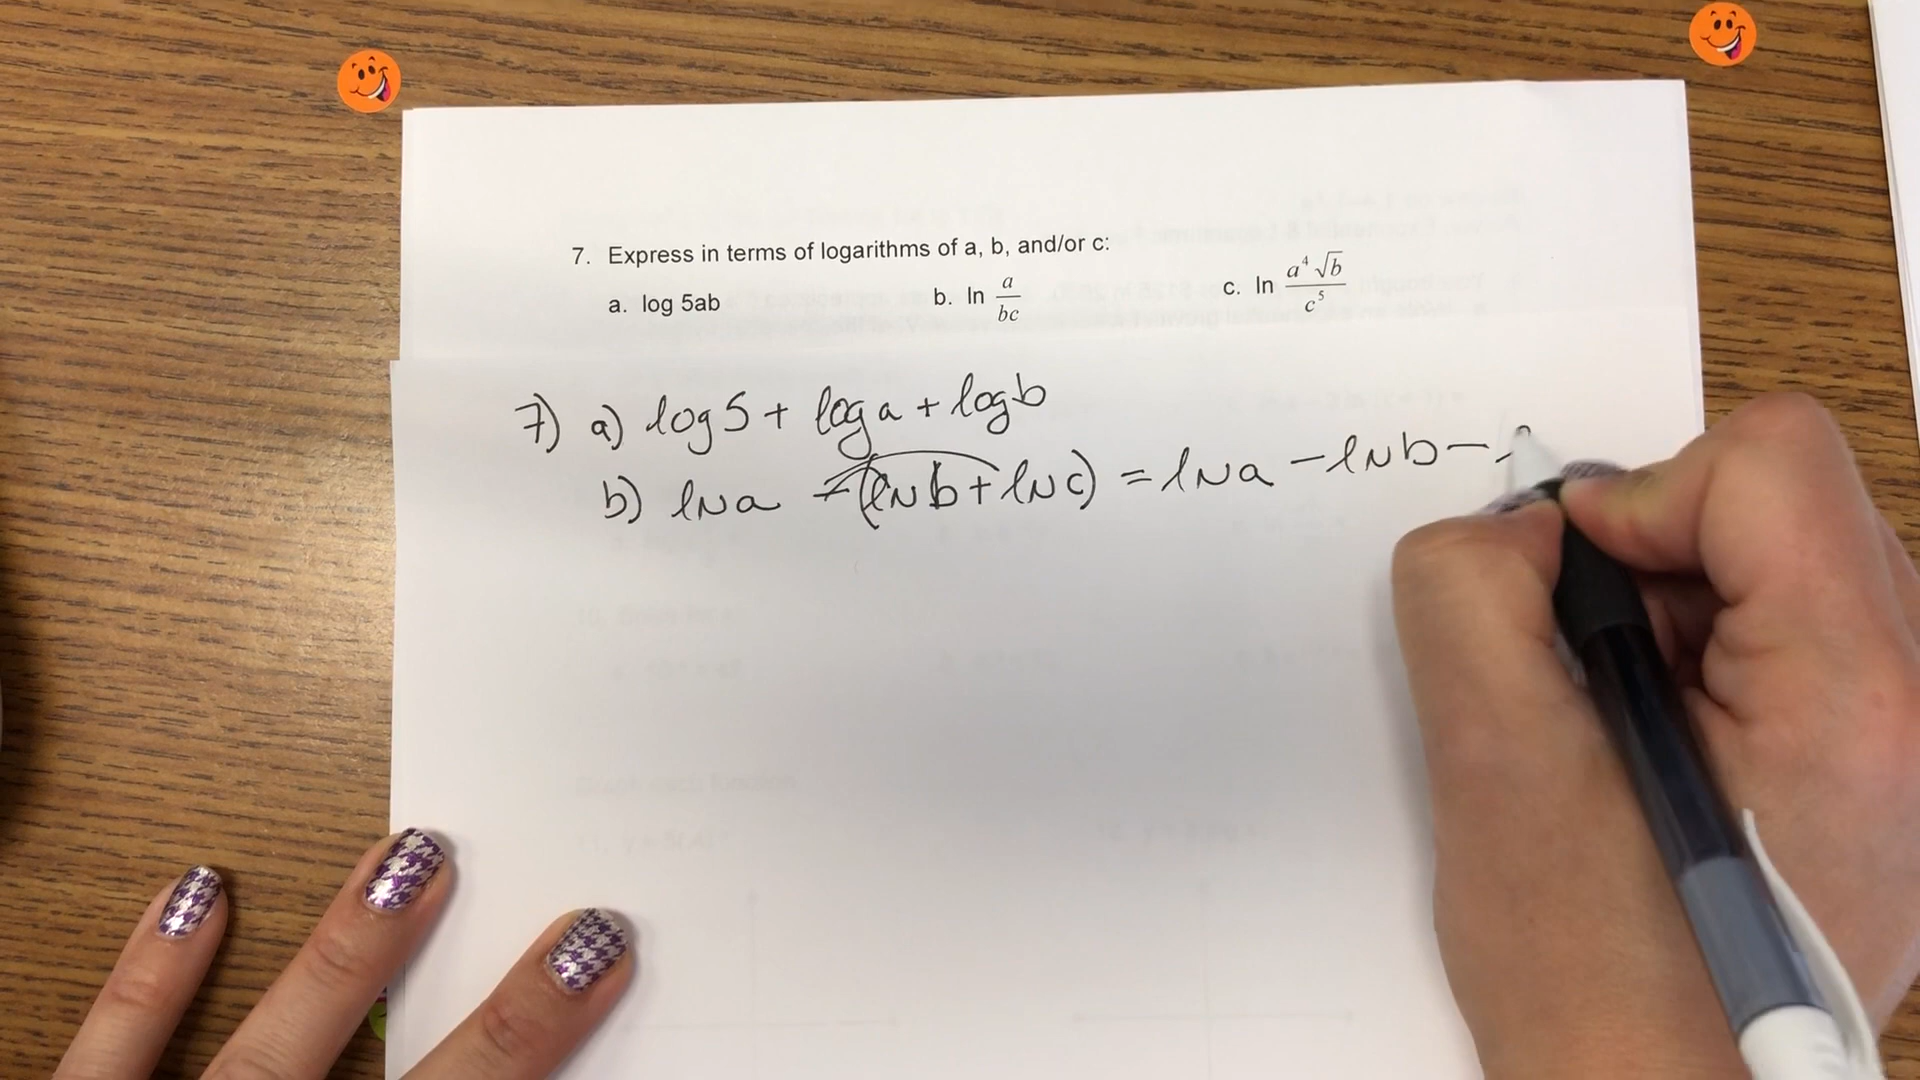 7. Express in terms of logarithms of a, b, and/or c:
a. log 5ab b. ln a/bc c. ln a⁴√b/c⁵
7) a) log 5 + log a + log b
b) ln a - (ln b + ln c) = ln a - ln b -